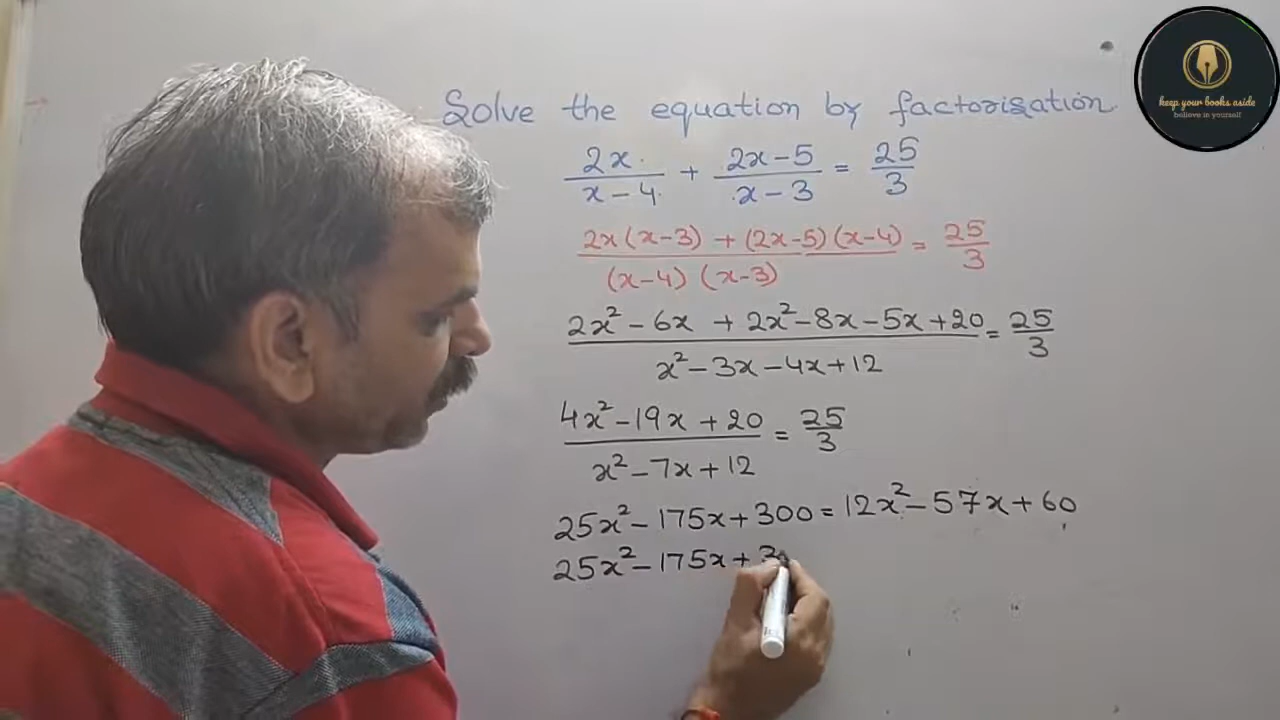 Solve the equation by factorisation.
2x/x-4 + 2x-5/x-3 = 25/3
2x(x-3) + (2x-5)(x-4)/(x-4)(x-3) = 25/3
2x²-6x + 2x²-8x-5x+20/x²-3x-4x+12 = 25/3
4x²-19x+20/x²-7x+12 = 25/3
25x²-175x+300 = 12x²-57x+60
25x²-175x+3
keep your books aside
believe in yourself